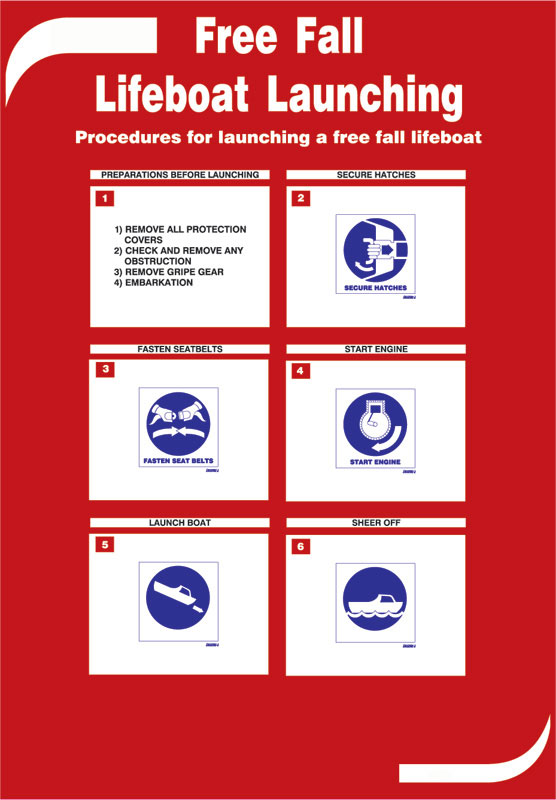 Free Fall
Lifeboat Launching
Procedures for launching a free fall lifeboat
PREPARATIONS BEFORE LAUNCHING
1
1) REMOVE ALL PROTECTION
COVERS
2) CHECK AND REMOVE ANY
OBSTRUCTION
3) REMOVE GRIPE GEAR
4) EMBARKATION
SECURE HATCHES
2
SECURE HATCHES
FASTEN SEATBELTS
3
FASTEN SEAT BELTS
START ENGINE
4
START ENGINE
LAUNCH BOAT
5
SHEER OFF
6